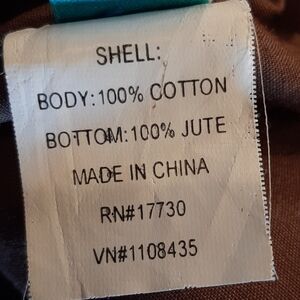 SHELL:
BODY:100% COTTON
BOTTOM:100% JUTE
MADE IN CHINA
RN#17730
VN#1108435